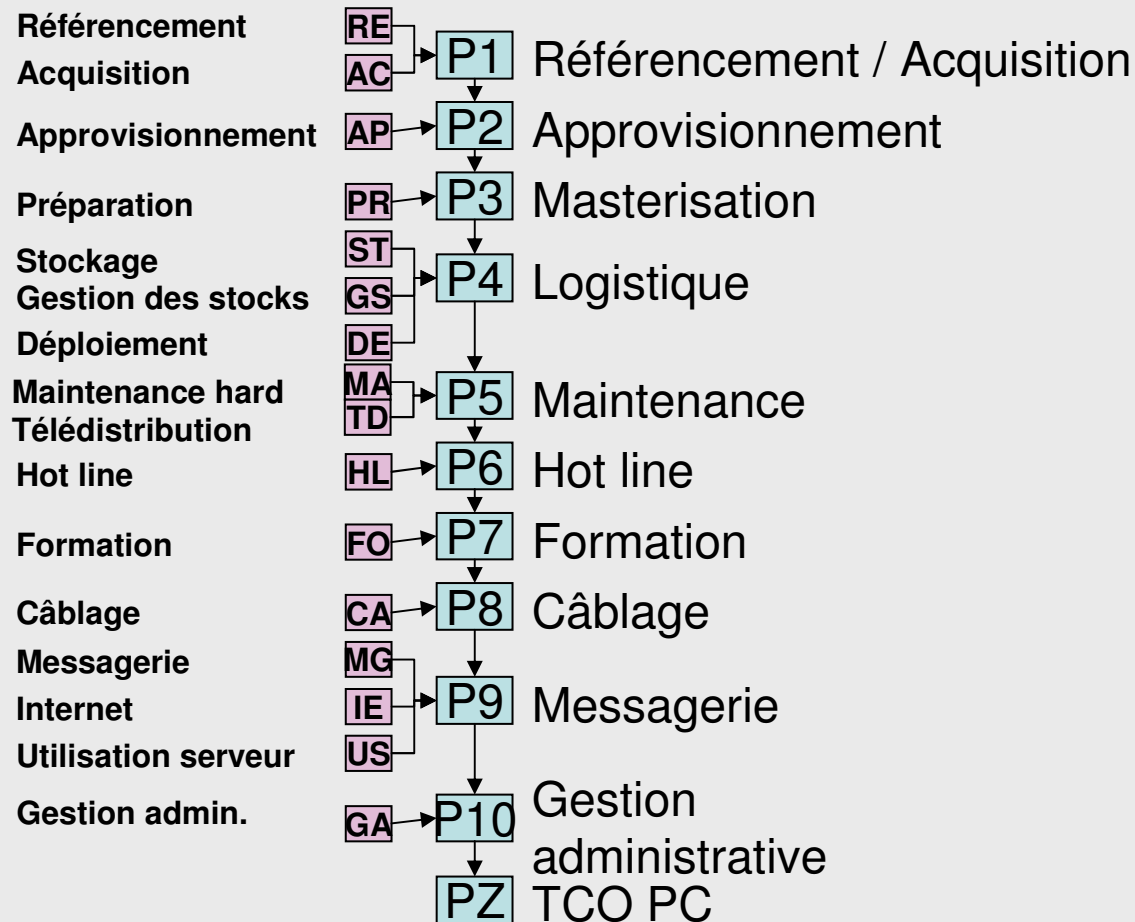 Référencement RE
P1 Référencement / Acquisition
Acquisition AC
Approvisionnement AP P2 Approvisionnement
Préparation PR P3 Masterisation
Stockage ST
P4 Logistique
Gestion des stocks GS
Déploiement DE
Maintenance hard MA
P5 Maintenance
Télédistribution TD
Hot line HL P6 Hot line
Formation FO P7 Formation
Câblage CA P8 Câblage
Messagerie MG
Internet IE P9 Messagerie
Utilisation serveur US
Gestion admin. GA P10 Gestion
administrative
PZ TCO PC